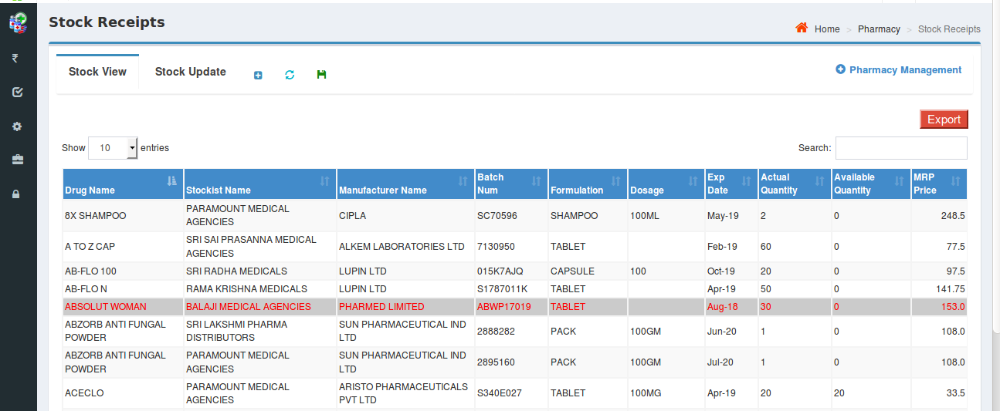 Stock Receipts
Home > Pharmacy > Stock Receipts
Stock View Stock Update Pharmacy Management
Export
Show 10 entries Search:
Drug Name Stockist Name Manufacturer Name Batch Num Formulation Dosage Exp Date Actual Quantity Available Quantity MRP Price
8X SHAMPOO PARAMOUNT MEDICAL AGENCIES CIPLA SC70596 SHAMPOO 100ML May-19 2 0 248.5
A TO Z CAP SRI SAI PRASANNA MEDICAL AGENCIES ALKEM LABORATORIES LTD 7130950 TABLET Feb-19 60 0 77.5
AB-FLO 100 SRI RADHA MEDICALS LUPIN LTD 015K7AJQ CAPSULE 100 Oct-19 20 0 97.5
AB-FLO N RAMA KRISHNA MEDICALS LUPIN LTD S1787011K TABLET Apr-19 50 0 141.75
ABSOLUT WOMAN BALAJI MEDICAL AGENCIES PHARMED LIMITED ABWP17019 TABLET Aug-18 30 0 153.0
ABZORB ANTI FUNGAL POWDER SRI LAKSHMI PHARMA DISTRIBUTORS SUN PHARMACEUTICAL IND LTD 2888282 PACK 100GM Jun-20 1 0 108.0
ABZORB ANTI FUNGAL POWDER PARAMOUNT MEDICAL AGENCIES SUN PHARMACEUTICAL IND LTD 2895160 PACK 100GM Jul-20 1 0 108.0
ACECLO PARAMOUNT MEDICAL AGENCIES ARISTO PHARMACEUTICALS PVT LTD S340E027 TABLET 100MG Apr-19 20 20 33.5